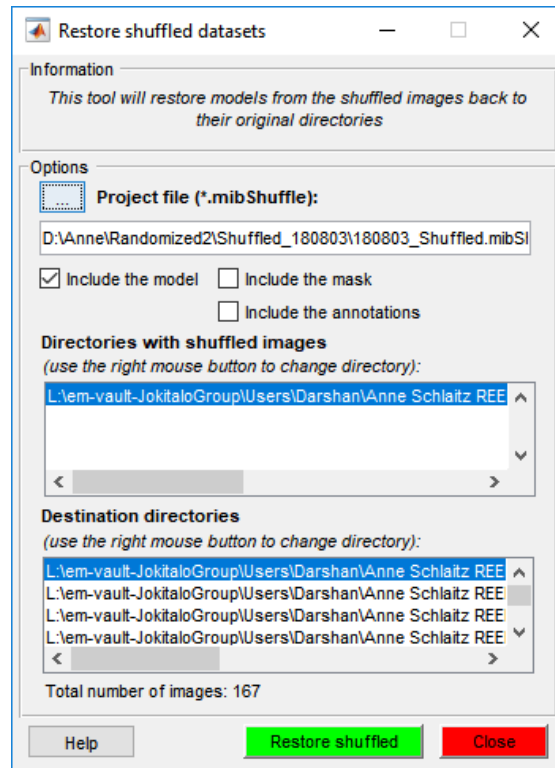 Restore shuffled datasets
Information
This tool will restore models from the shuffled images back to
their original directories
Options
... Project file (*.mibShuffle):
D:\Anne\Randomized2\Shuffled_180803\180803_Shuffled.mibSl
Include the model Include the mask
Include the annotations
Directories with shuffled images
(use the right mouse button to change directory):
L:\em-vault-JokitaloGroup\Users\Darshan\Anne Schlaitz REE
Destination directories
(use the right mouse button to change directory):
L:\em-vault-JokitaloGroup\Users\Darshan\Anne Schlaitz REE
L:\em-vault-JokitaloGroup\Users\Darshan\Anne Schlaitz REE
L:\em-vault-JokitaloGroup\Users\Darshan\Anne Schlaitz REE
L:\em-vault-JokitaloGroup\Users\Darshan\Anne Schlaitz REE
Total number of images: 167
Help Restore shuffled Close